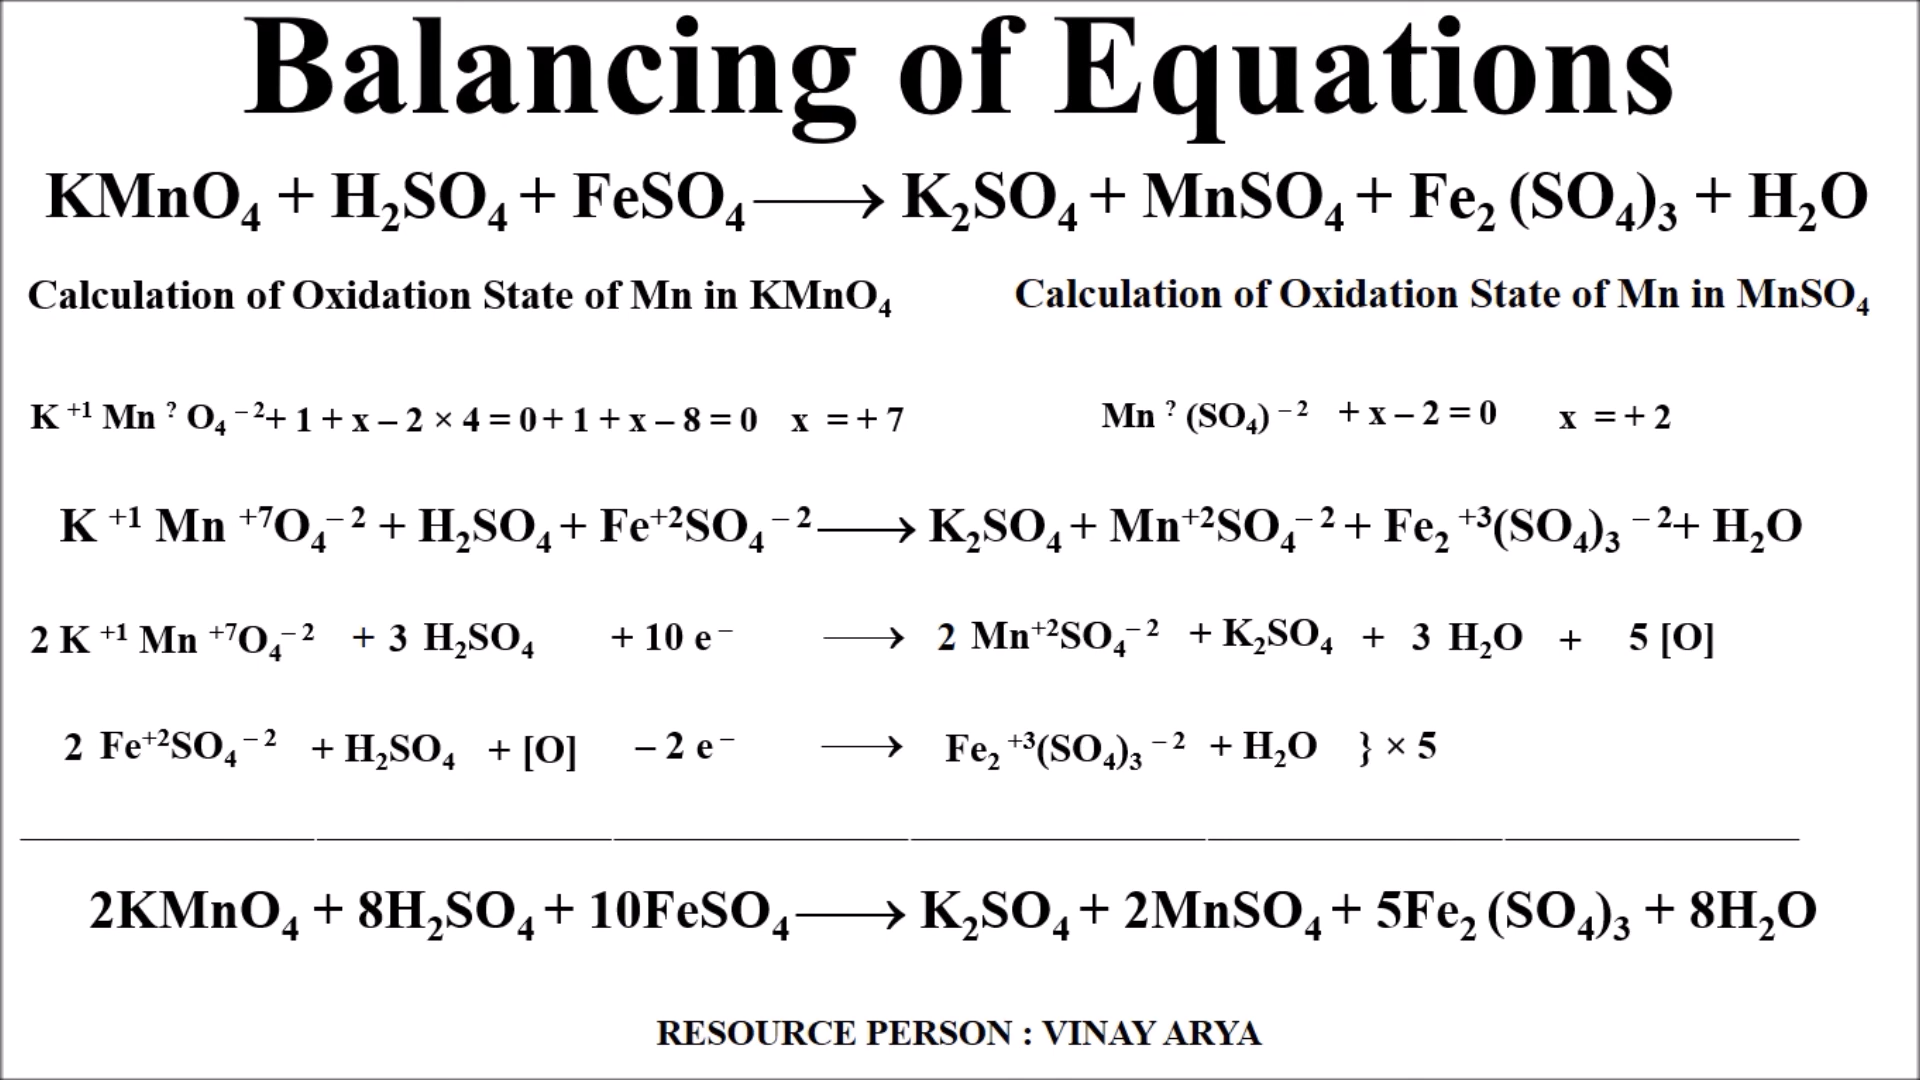 Balancing of Equations
KMnO₄ + H₂SO₄ + FeSO₄ ⟶ K₂SO₄ + MnSO₄ + Fe₂ (SO₄)₃ + H₂O
Calculation of Oxidation State of Mn in KMnO₄ Calculation of Oxidation State of Mn in MnSO₄
K ⁺¹ Mn ? O₄ ⁻²+ 1 + x – 2 × 4 = 0 + 1 + x – 8 = 0 x = + 7 Mn ? (SO₄) ⁻² + x – 2 = 0 x = + 2
K ⁺¹ Mn ⁺⁷O₄⁻² + H₂SO₄ + Fe⁺²SO₄⁻² ⟶ K₂SO₄ + Mn⁺²SO₄⁻² + Fe₂ ⁺³(SO₄)₃ ⁻²+ H₂O
2 K ⁺¹ Mn ⁺⁷O₄⁻² + 3 H₂SO₄ + 10 e⁻ ⟶ 2 Mn⁺²SO₄⁻² + K₂SO₄ + 3 H₂O + 5 [O]
2 Fe⁺²SO₄⁻² + H₂SO₄ + [O] – 2 e⁻ ⟶ Fe₂ ⁺³(SO₄)₃ ⁻² + H₂O } × 5
2KMnO₄ + 8H₂SO₄ + 10FeSO₄ ⟶ K₂SO₄ + 2MnSO₄ + 5Fe₂ (SO₄)₃ + 8H₂O
RESOURCE PERSON : VINAY ARYA